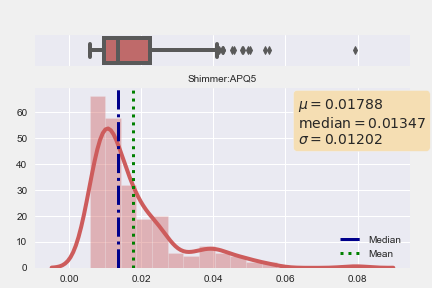 Shimmer:APQ5
μ = 0.01788
median = 0.01347
σ = 0.01202
60
50
40
30
20
10
0
Median
Mean
0.00 0.02 0.04 0.06 0.08